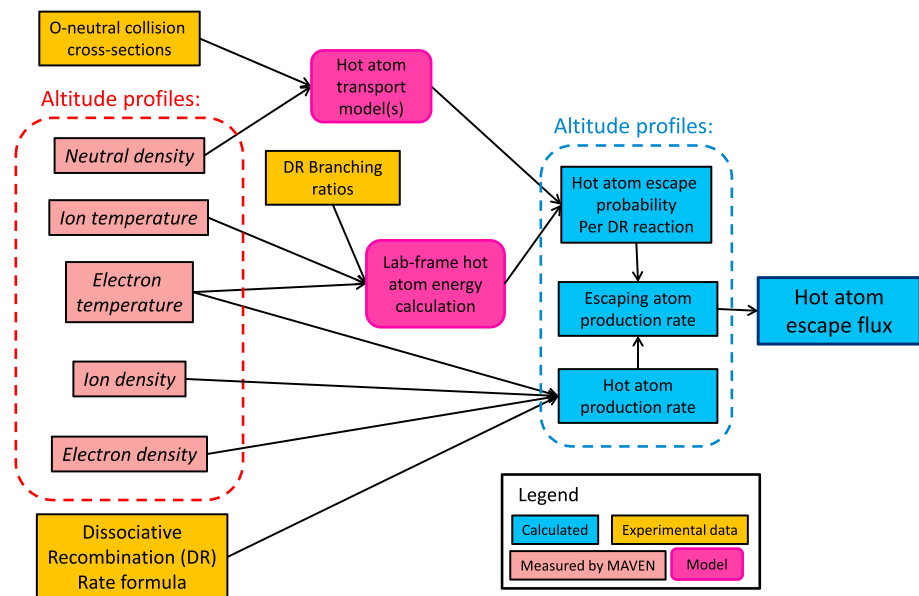 O-neutral collision
cross-sections
Hot atom
transport
model(s)
Altitude profiles:
Neutral density
Ion temperature
Electron
temperature
Ion density
Electron density
DR Branching
ratios
Lab-frame hot
atom energy
calculation
Altitude profiles:
Hot atom escape
probability
Per DR reaction
Escaping atom
production rate
Hot atom
production rate
Hot atom
escape flux
Dissociative
Recombination (DR)
Rate formula
Legend
Calculated
Experimental data
Measured by MAVEN
Model